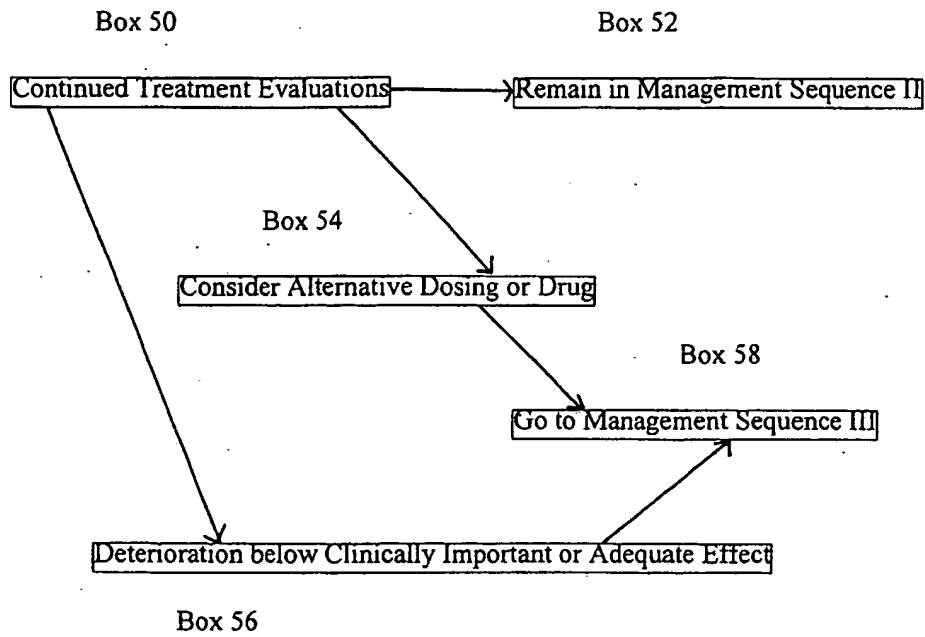 Box 50
Box 52
Continued Treatment Evaluations
Remain in Management Sequence II
Box 54
Consider Alternative Dosing or Drug
Box 58
Go to Management Sequence III
Deterioration below Clinically Important or Adequate Effect
Box 56